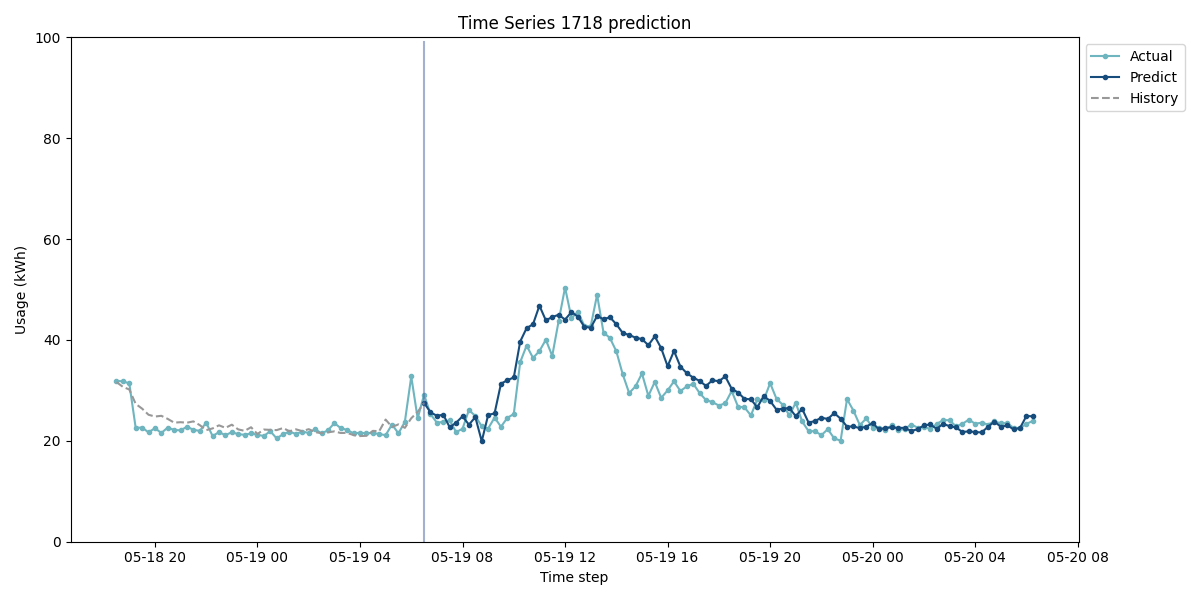 Time Series 1718 prediction
100
80
60
40
20
0
Usage (kWh)
05-18 20
05-19 00
05-19 04
05-19 08
05-19 12
05-19 16
05-19 20
05-20 00
05-20 04
05-20 08
Time step
Actual
Predict
History